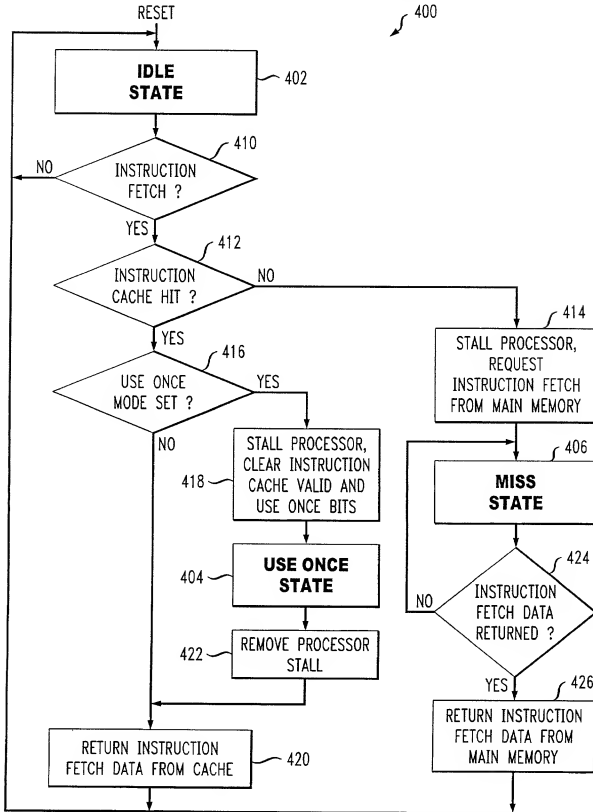 RESET
400
IDLE
STATE
402
410
INSTRUCTION
FETCH ?
NO
YES
412
INSTRUCTION
CACHE HIT ?
NO
YES
414
STALL PROCESSOR,
REQUEST
INSTRUCTION FETCH
FROM MAIN MEMORY
416
USE ONCE
MODE SET ?
YES
NO
STALL PROCESSOR,
CLEAR INSTRUCTION
CACHE VALID AND
USE ONCE BITS
418
406
MISS
STATE
USE ONCE
STATE
404
424
INSTRUCTION
FETCH DATA
RETURNED ?
NO
YES
REMOVE PROCESSOR
STALL
422
426
RETURN INSTRUCTION
FETCH DATA FROM
MAIN MEMORY
RETURN INSTRUCTION
FETCH DATA FROM CACHE
420